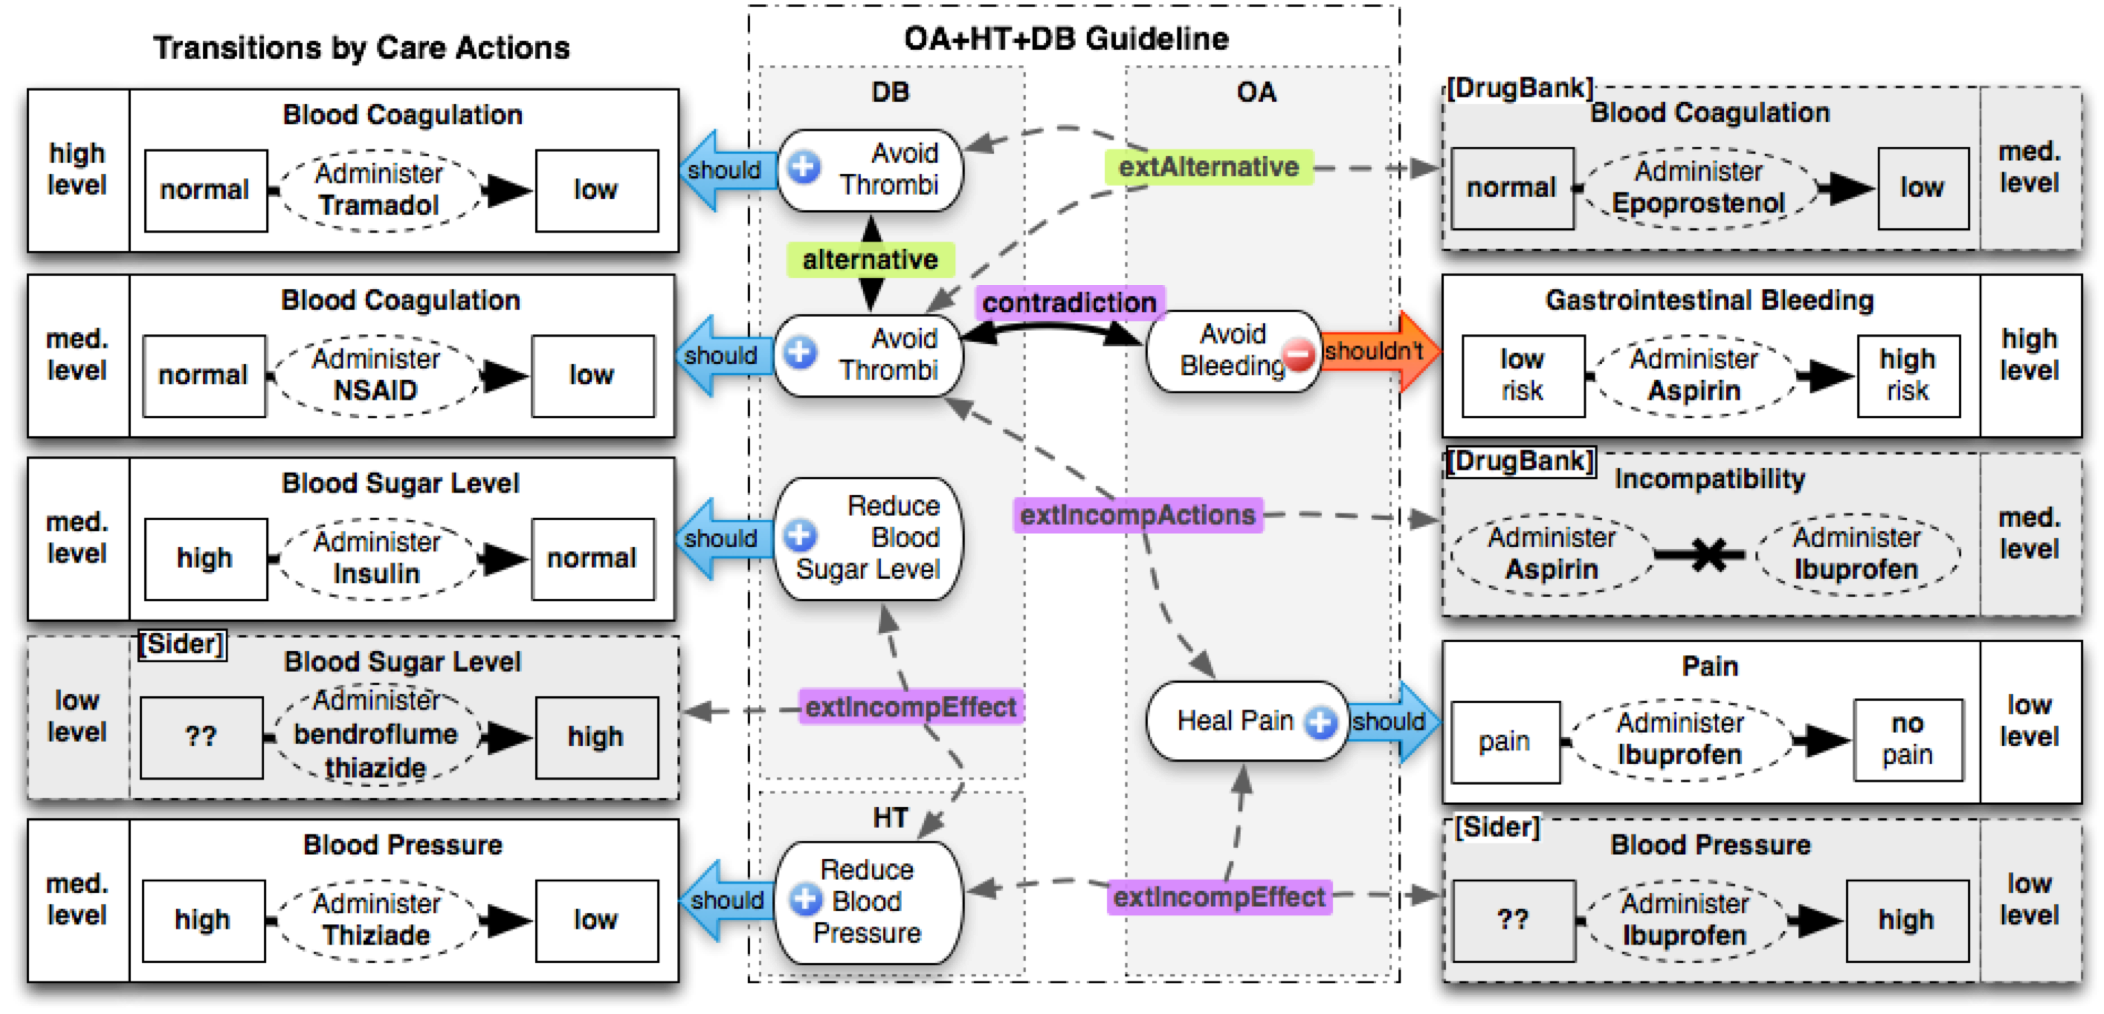 Transitions by Care Actions
OA+HT+DB Guideline
DB
OA
HT
high
level
Blood Coagulation
normal
Administer
Tramadol
low
should
Avoid
Thrombi
alternative
med.
level
Blood Coagulation
normal
Administer
NSAID
low
should
Avoid
Thrombi
med.
level
Blood Sugar Level
high
Administer
Insulin
normal
should
Reduce
Blood
Sugar Level
low
level
[Sider]
Blood Sugar Level
??
Administer
bendroflume
thiazide
high
extIncompEffect
med.
level
Blood Pressure
high
Administer
Thiziade
low
should
Reduce
Blood
Pressure
extAlternative
[DrugBank]
Blood Coagulation
normal
Administer
Epoprostenol
low
med.
level
contradiction
Avoid
Bleeding
shouldn't
Gastrointestinal Bleeding
low
risk
Administer
Aspirin
high
risk
high
level
extIncompActions
[DrugBank]
Incompatibility
Administer
Aspirin
Administer
Ibuprofen
med.
level
Heal Pain
should
Pain
pain
Administer
Ibuprofen
no
pain
low
level
extIncompEffect
[Sider]
Blood Pressure
??
Administer
Ibuprofen
high
low
level